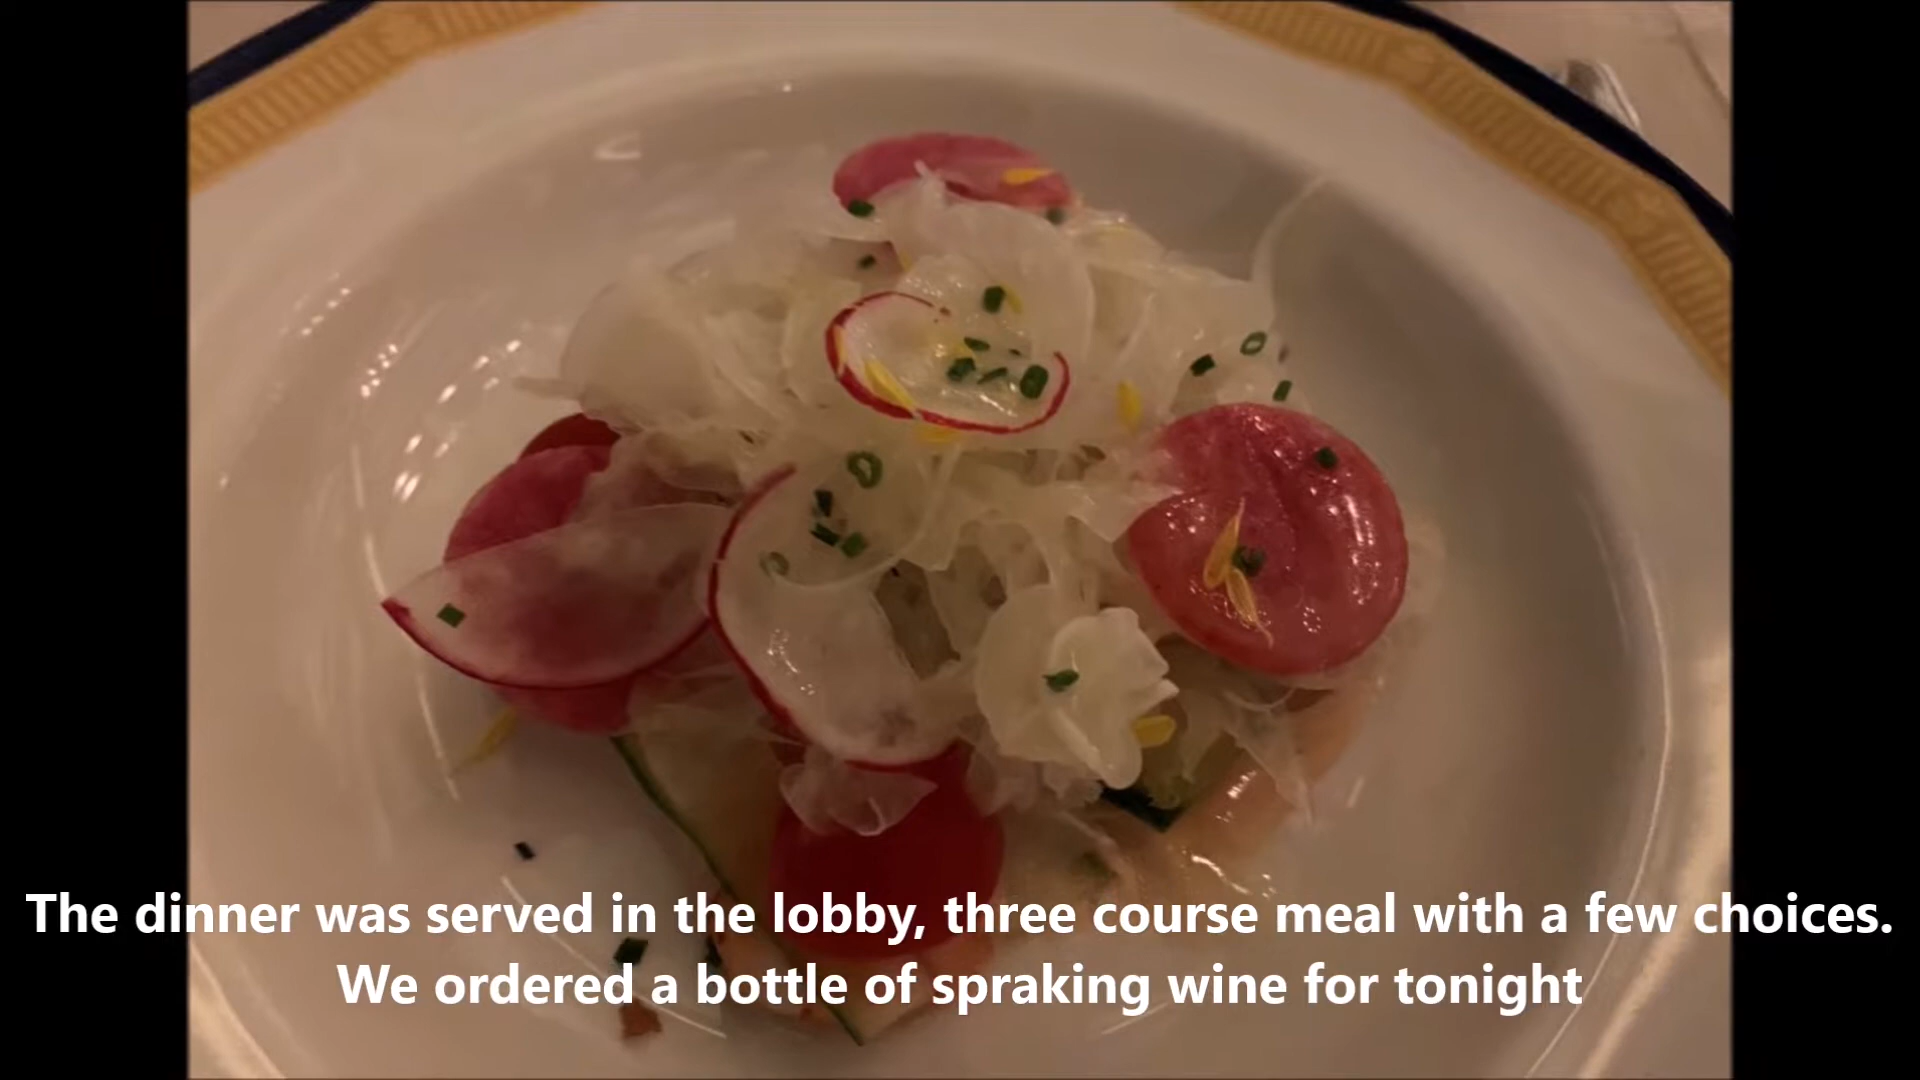 The dinner was served in the lobby, three course meal with a few choices.
We ordered a bottle of spraking wine for tonight